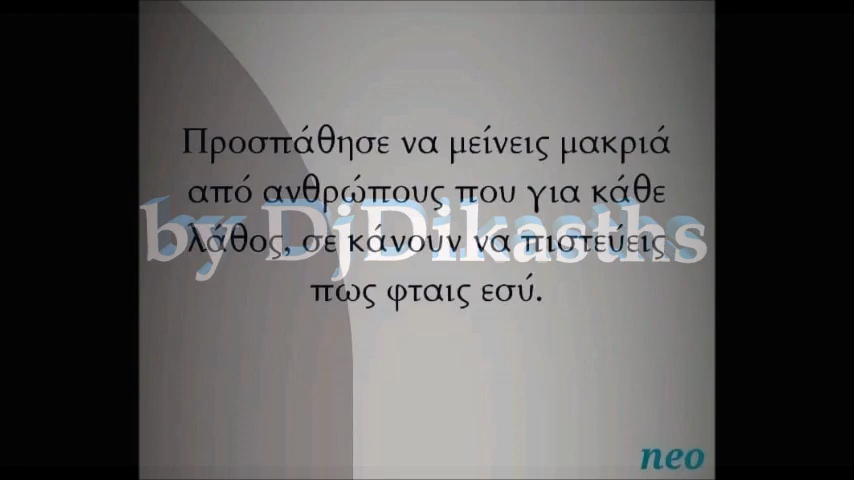 Προσπάθησε να μείνεις μακριά
από ανθρώπους που για κάθε
by DjDikasths
λάθος, σε κάνουν να πιστεύεις
πως φταις εσύ.
neo